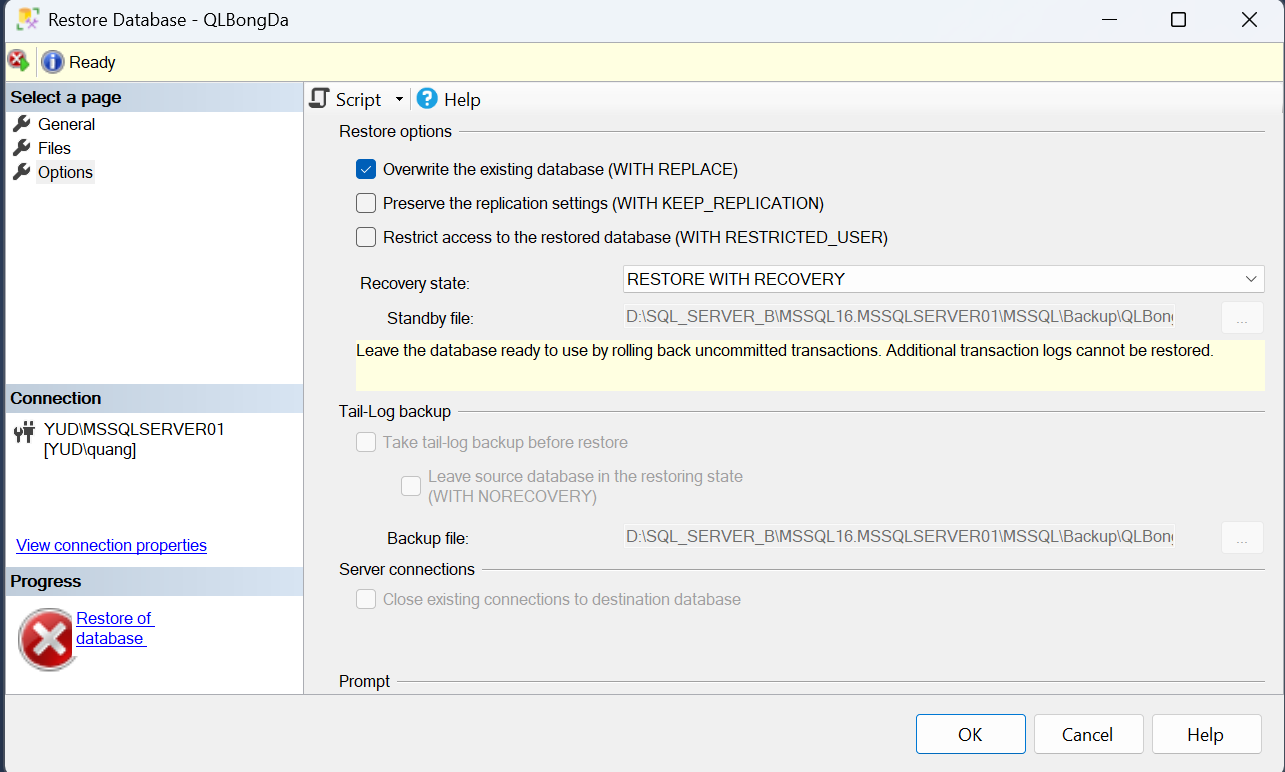 Restore Database - QLBongDa
Ready
Select a page
General
Files
Options
Connection
YUD\MSSQLSERVER01
[YUD\quang]
View connection properties
Progress
Restore of
database
Script
Help
Restore options
Overwrite the existing database (WITH REPLACE)
Preserve the replication settings (WITH KEEP_REPLICATION)
Restrict access to the restored database (WITH RESTRICTED_USER)
Recovery state:
RESTORE WITH RECOVERY
Standby file:
D:\SQL_SERVER_B\MSSQL16.MSSQLSERVER01\MSSQL\Backup\QLBong
...
Leave the database ready to use by rolling back uncommitted transactions. Additional transaction logs cannot be restored.
Tail-Log backup
Take tail-log backup before restore
Leave source database in the restoring state
(WITH NORECOVERY)
Backup file:
D:\SQL_SERVER_B\MSSQL16.MSSQLSERVER01\MSSQL\Backup\QLBong
...
Server connections
Close existing connections to destination database
Prompt
OK
Cancel
Help